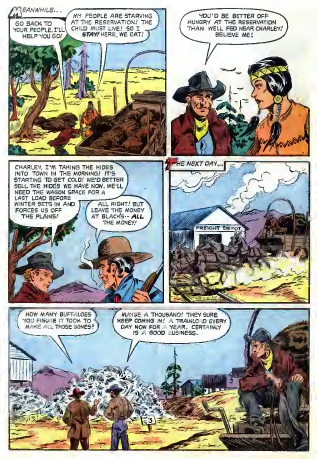 MEANWHILE...
GO BACK TO
YOUR PEOPLE. I'LL
HELP YOU GO!
MY PEOPLE ARE STARVING
AT THE RESERVATION! THE
CHILD MUST LIVE! SO I
STAY! HERE, WE EAT!
YOU'D BE BETTER OFF
HUNGRY AT THE RESERVATION
THAN WELL FED NEAR CHARLEY!
BELIEVE ME!
CHARLEY, I'M TAKING THE HIDES
INTO TOWN IN THE MORNING! IT'S
STARTING TO GET COLD! WE'D BETTER
SELL THE HIDES WE HAVE NOW. WE'LL
NEED THE WAGON SPACE FOR A
LAST LOAD BEFORE
WINTER SETS IN AND
FORCES US OFF
THE PLAINS!
ALL RIGHT! BUT
LEAVE THE MONEY
AT BLACK'S -- ALL
THE MONEY!
THE NEXT DAY...
FREIGHT DEPOT
HOW MANY BUFFALOES
YOU FIGURE IT TOOK TO
MAKE ALL THOSE BONES?
MAYBE A THOUSAND! THEY SURE
KEEP COMING IN! A TRAINLOAD EVERY
DAY NOW FOR A YEAR. CERTAINLY
IS A GOOD BUSINESS.